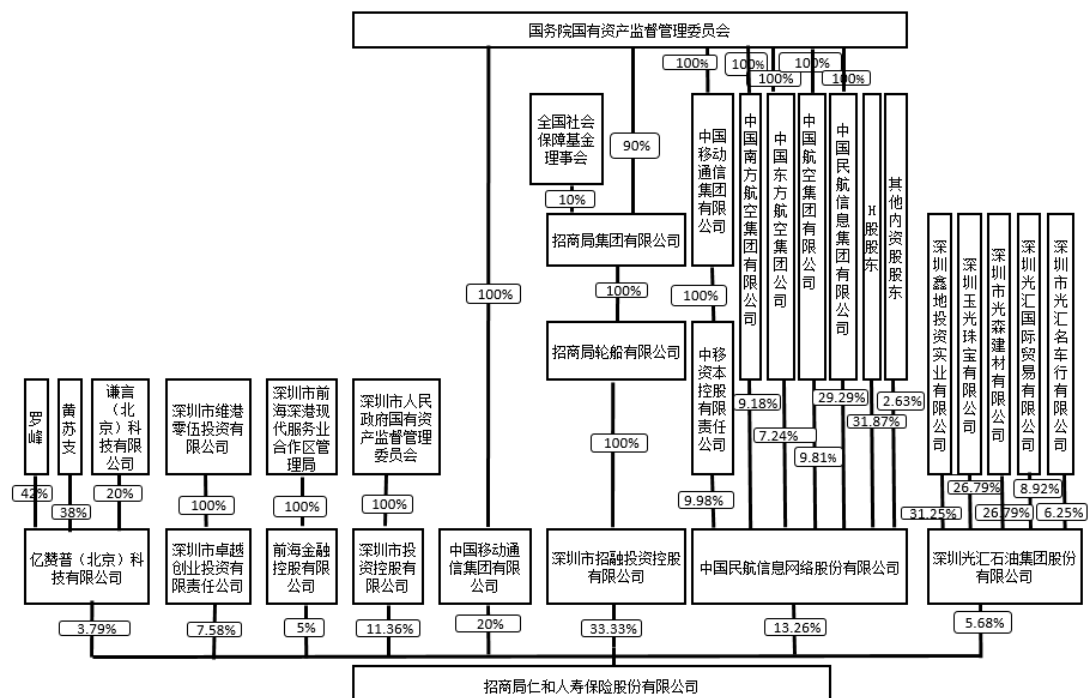 国务院国有资产监督管理委员会
100%
100%
100%
100%
100%
全国社会
保障基金
理事会
90%
中国
移动
通信
集团
有限
公司
中国南方航空集团有限公司
中国东方航空集团公司
中国航空集团有限公司
中国民航信息集团有限公司
H股股东
其他内资股股东
10%
招商局集团有限公司
深圳鑫地投资实业有限公司
深圳玉光珠宝有限公司
深圳市光森建材有限公司
深圳光汇国际贸易有限公司
深圳市光汇名车行有限公司
100%
100%
100%
招商局轮船有限公司
中移
资本
控股
有限
责任
公司
罗峰
黄苏支
谦言
（北
京）科
技有限
公司
深圳市维港
零伍投资有
限公司
深圳市前
海深港现
代服务业
合作区管
理局
深圳市人民
政府国有资
产监督管理
委员会
9.18%
7.24%
9.81%
29.29%
31.87%
2.63%
100%
42%
38%
20%
100%
100%
100%
9.98%
31.25%
26.79%
26.79%
8.92%
6.25%
亿赞普（北京）科
技有限公司
深圳市卓越
创业投资有
限责任公司
前海金融
控股有限
公司
深圳市投
资控股有
限公司
中国移动通
信集团有限
公司
深圳市招融投资控股
有限公司
中国民航信息网络股份有限公司
深圳光汇石油集团股份
有限公司
3.79%
7.58%
5%
11.36%
20%
33.33%
13.26%
5.68%
招商局仁和人寿保险股份有限公司